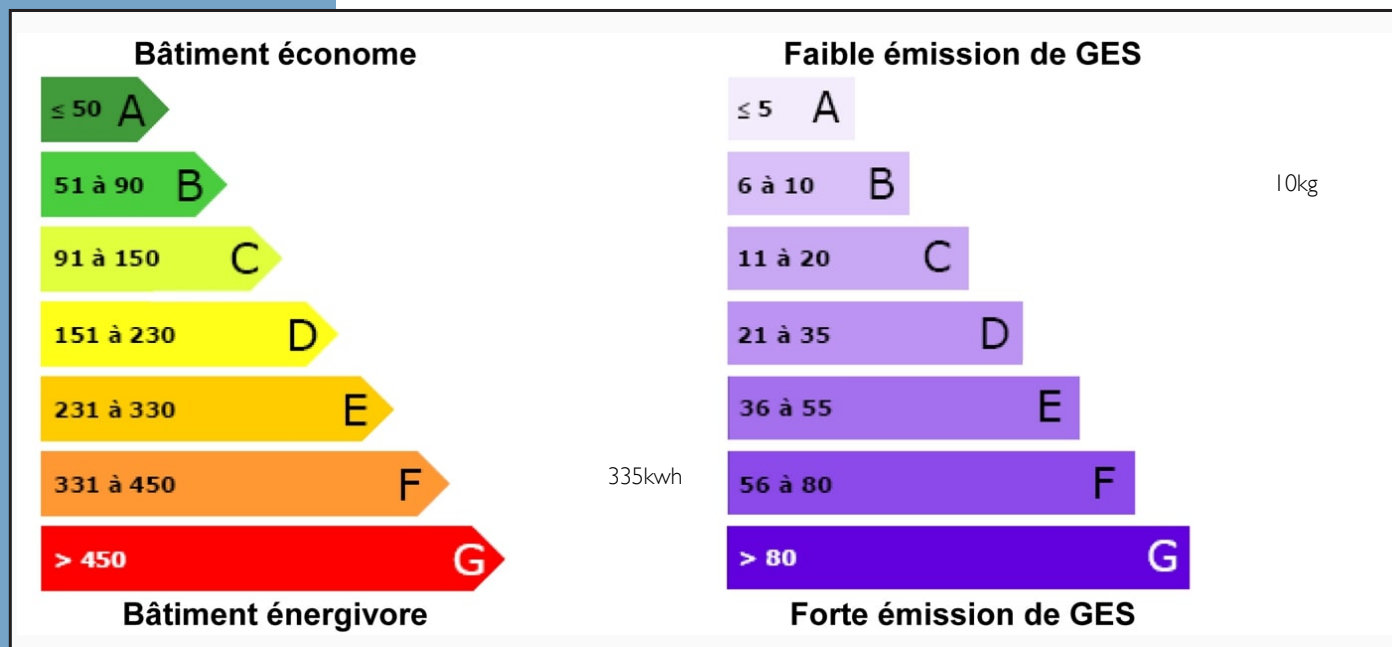 Bâtiment économe
≤ 50 A
51 à 90 B
91 à 150 C
151 à 230 D
231 à 330 E
331 à 450 F
335kwh
> 450 G
Bâtiment énergivore
Faible émission de GES
≤ 5 A
6 à 10 B
10kg
11 à 20 C
21 à 35 D
36 à 55 E
56 à 80 F
> 80 G
Forte émission de GES